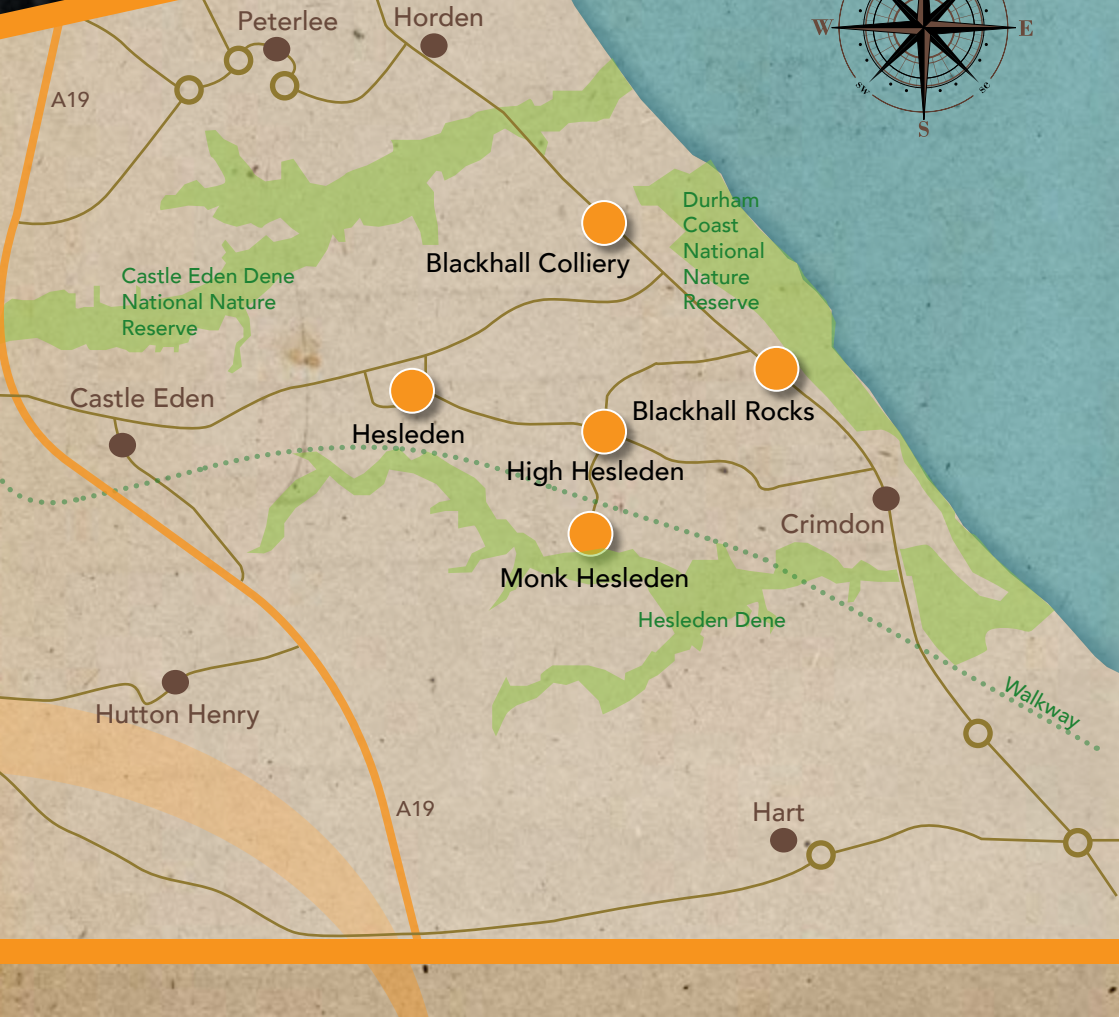 Peterlee
Horden
W
E
sw
se
S
A19
Durham
Coast
National
Nature
Reserve
Blackhall Colliery
Castle Eden Dene
National Nature
Reserve
Castle Eden
Blackhall Rocks
Hesleden
High Hesleden
Crimdon
Monk Hesleden
Hesleden Dene
Walkway
Hutton Henry
A19
Hart